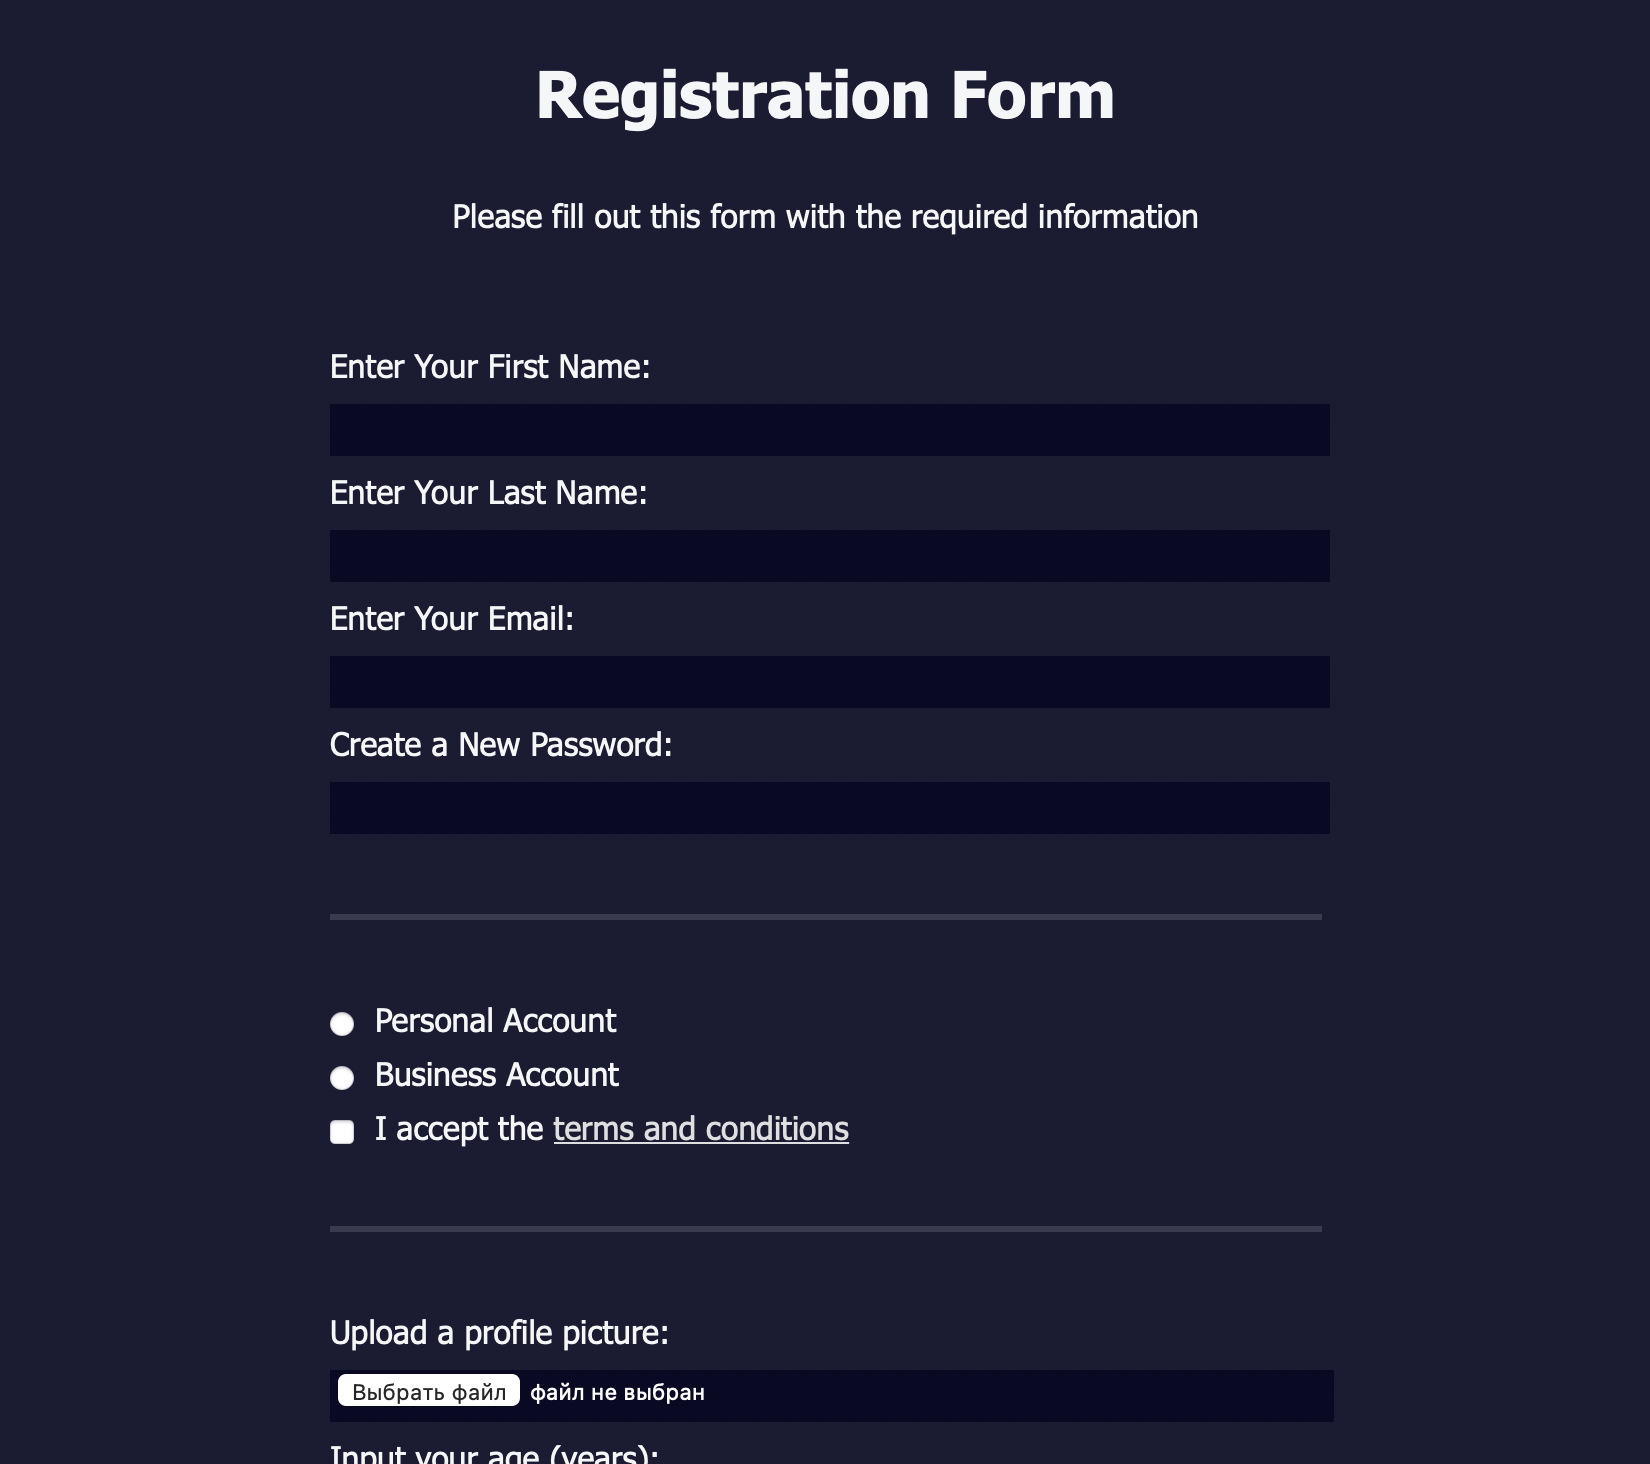 Registration Form
Please fill out this form with the required information
Enter Your First Name:
Enter Your Last Name:
Enter Your Email:
Create a New Password:
Personal Account
Business Account
I accept the terms and conditions
Upload a profile picture:
Выбрать файл файл не выбран
Input your age (years):